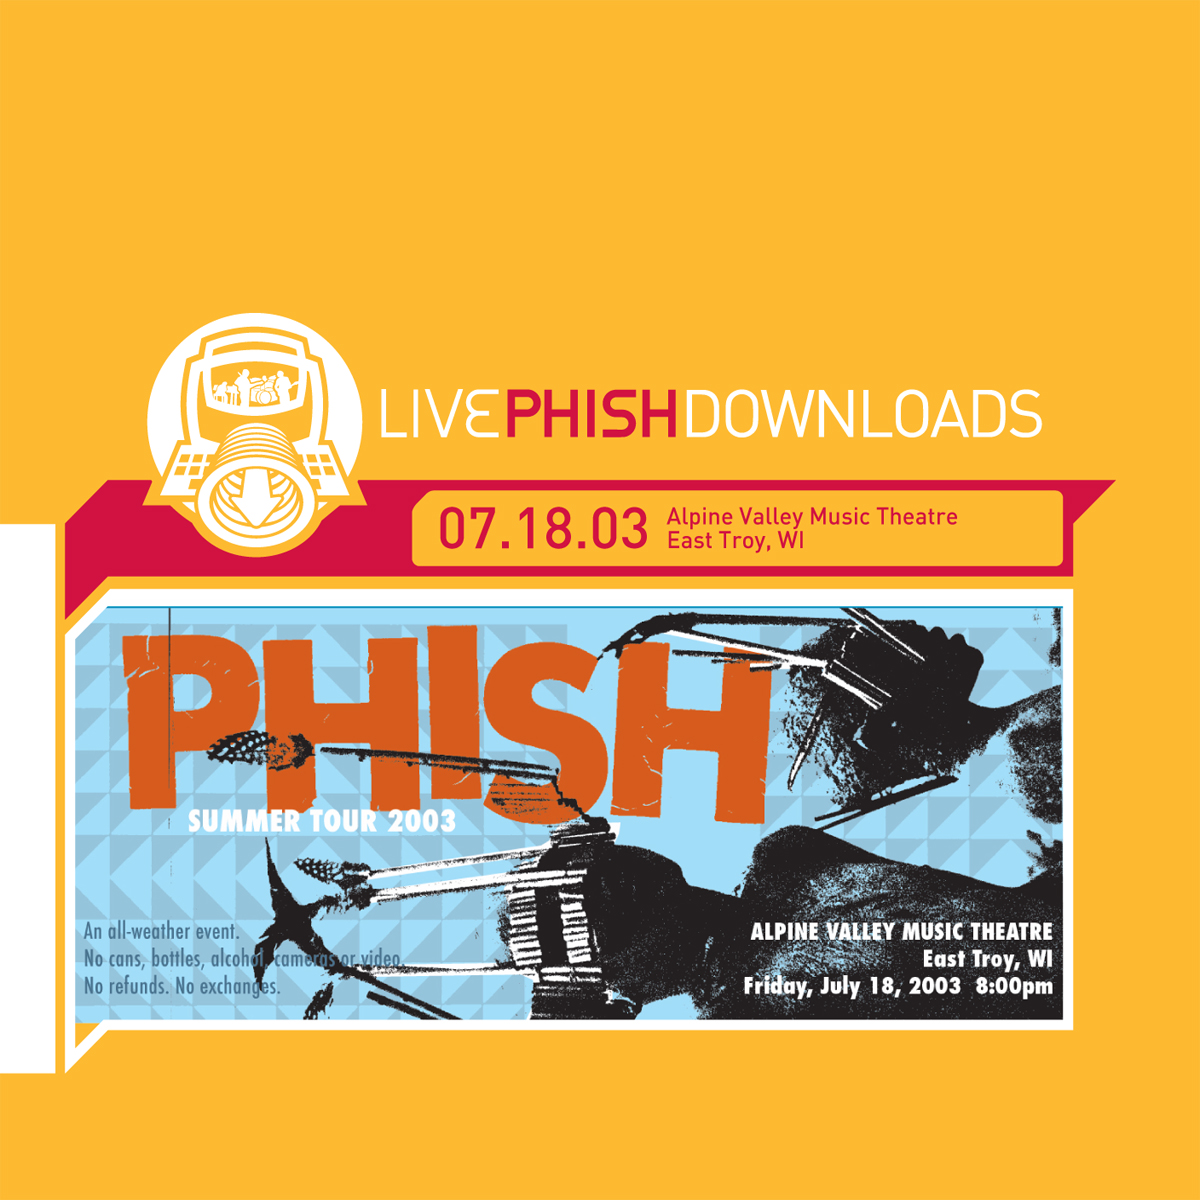 LIVEPHISHDOWNLOADS
07.18.03
Alpine Valley Music Theatre
East Troy, WI
PHISH
SUMMER TOUR 2003
An all-weather event.
No cans, bottles, alcohol, cameras or video.
No refunds. No exchanges.
ALPINE VALLEY MUSIC THEATRE
East Troy, WI
Friday, July 18, 2003 8:00pm